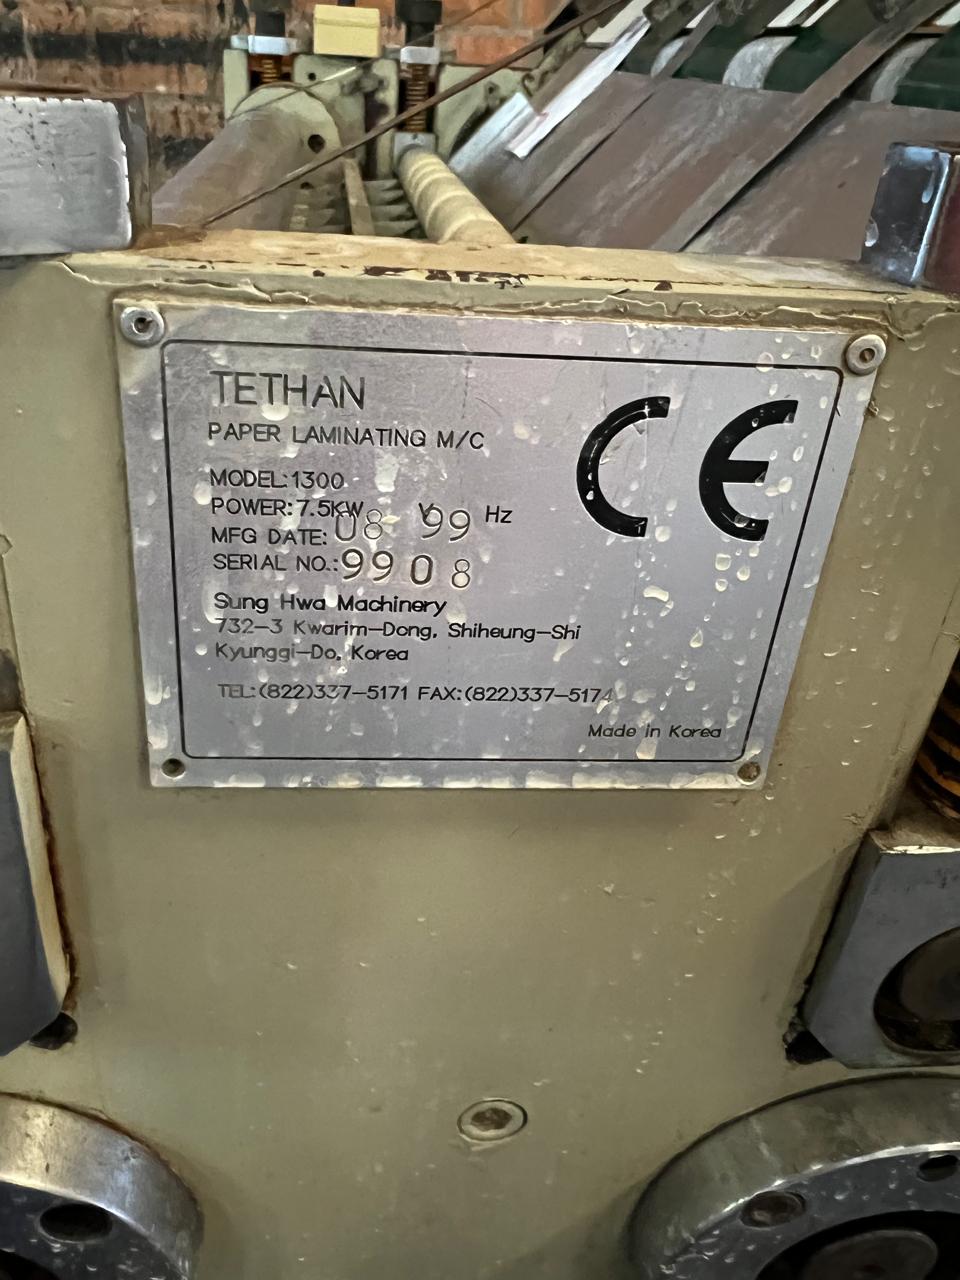 TETHAN
PAPER LAMINATING M/C
CE
MODEL:1300
POWER:7.5KW V Hz
MFG DATE: 08 99
SERIAL NO.:9908
Sung Hwa Machinery
732-3 Kwarim-Dong, Shiheung-Shi
Kyunggi-Do, Korea
TEL:(822)337-5171 FAX:(822)337-5174
Made in Korea